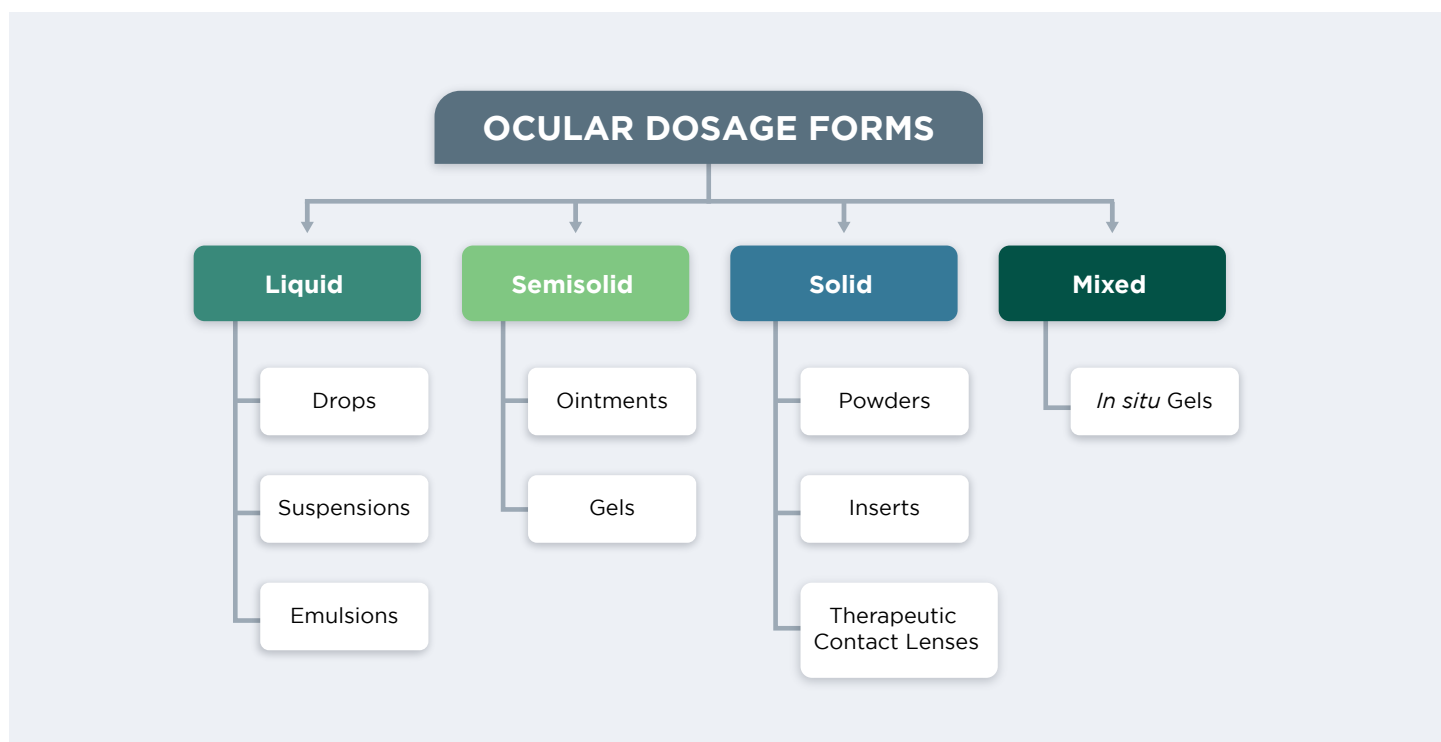 OCULAR DOSAGE FORMS
Liquid
Semisolid
Solid
Mixed
Drops
Ointments
Powders
In situ Gels
Suspensions
Gels
Inserts
Emulsions
Therapeutic
Contact Lenses